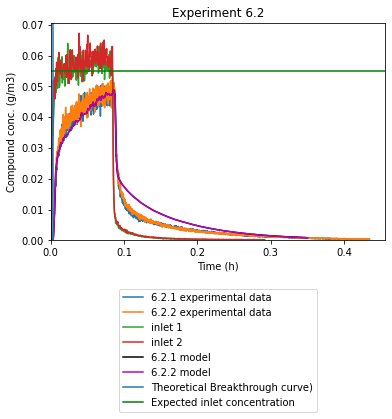 Experiment 6.2
0.07
0.06
0.05
0.04
0.03
0.02
0.01
0.00
Compound conc. (g/m3)
0.0 0.1 0.2 0.3 0.4
Time (h)
6.2.1 experimental data
6.2.2 experimental data
inlet 1
inlet 2
6.2.1 model
6.2.2 model
Theoretical Breakthrough curve)
Expected inlet concentration